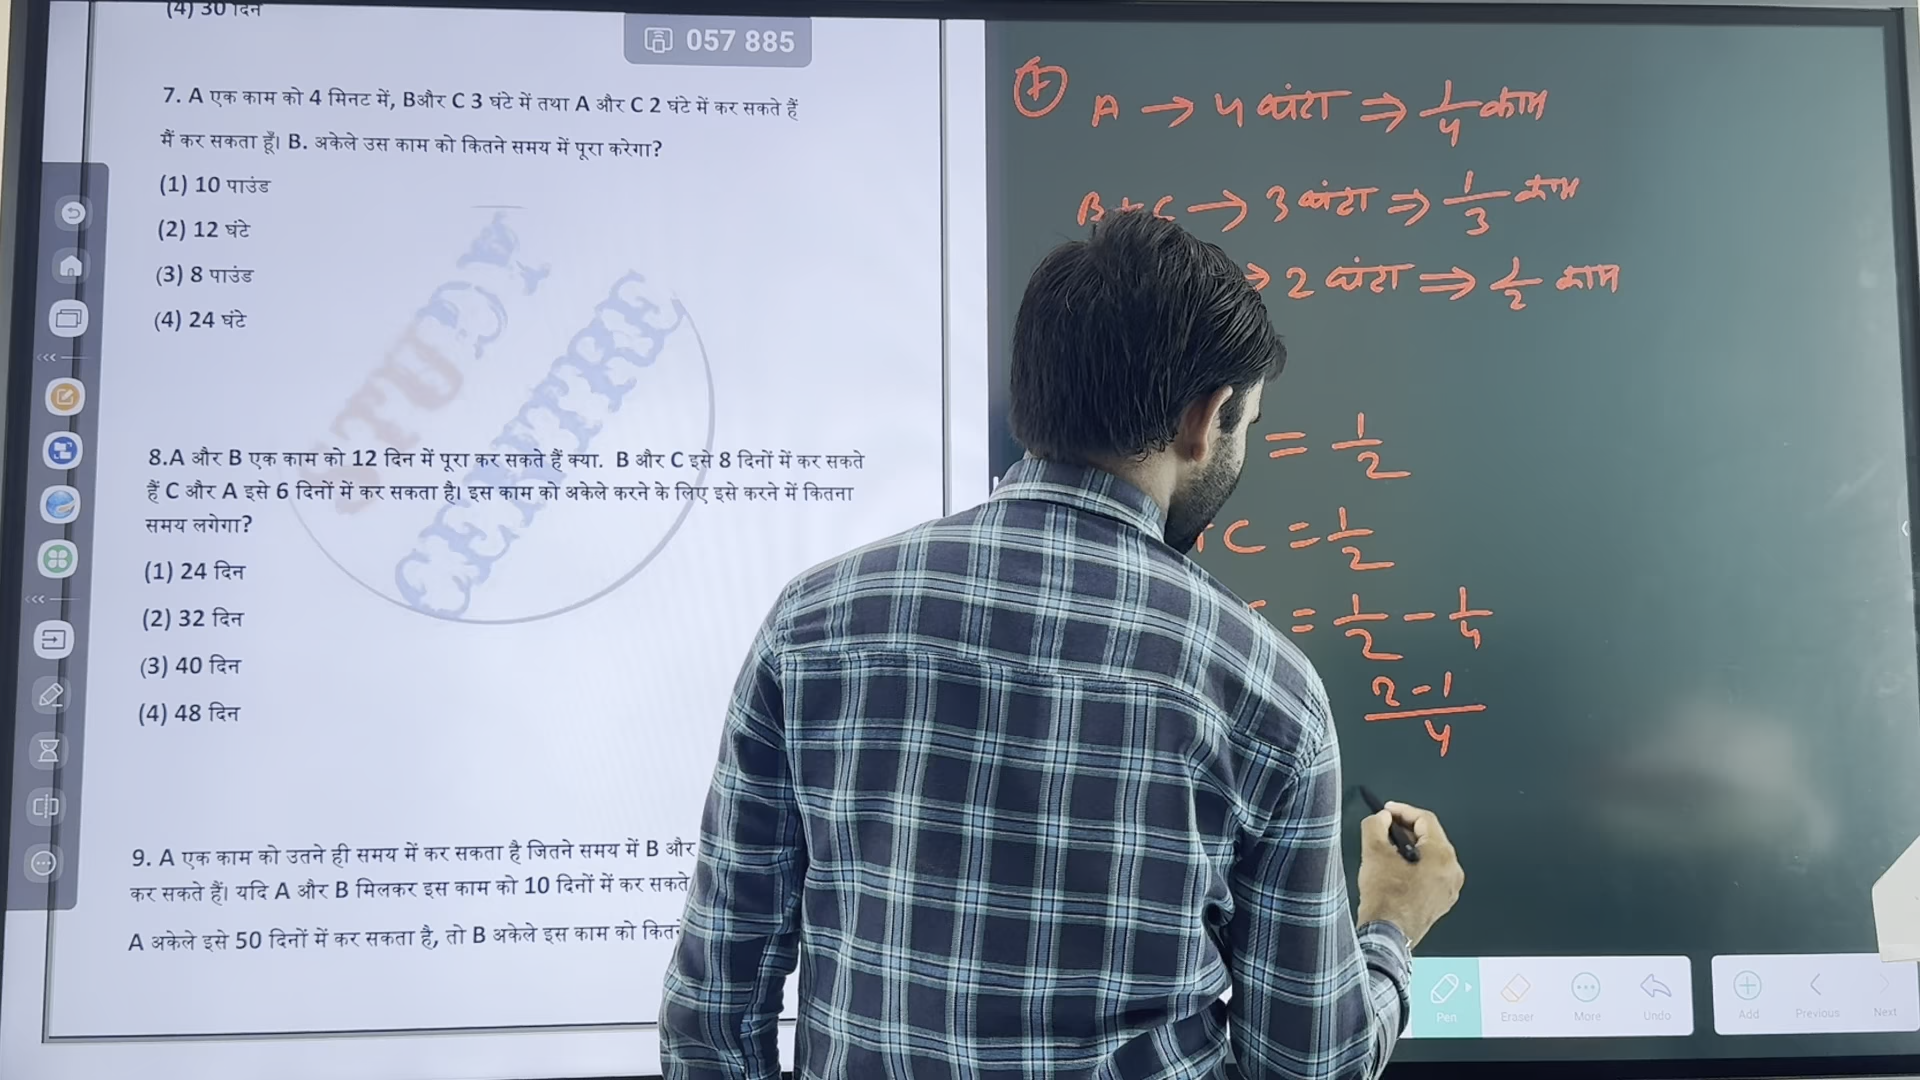 (4) 30 दिन
057 885
7. A एक काम को 4 मिनट में, Bऔर C 3 घंटे में तथा A और C 2 घंटे में कर सकते हैं
मैं कर सकता हूँ। B. अकेले उस काम को कितने समय में पूरा करेगा?
(1) 10 पाउंड
(2) 12 घंटे
(3) 8 पाउंड
(4) 24 घंटे
STUDY
CENTRE
8.A और B एक काम को 12 दिन में पूरा कर सकते हैं क्या. B और C इसे 8 दिनों में कर सकते
हैं C और A इसे 6 दिनों में कर सकता है। इस काम को अकेले करने के लिए इसे करने में कितना
समय लगेगा?
(1) 24 दिन
(2) 32 दिन
(3) 40 दिन
(4) 48 दिन
9. A एक काम को उतने ही समय में कर सकता है जितने समय में B और
कर सकते हैं। यदि A और B मिलकर इस काम को 10 दिनों में कर सकते
A अकेले इसे 50 दिनों में कर सकता है, तो B अकेले इस काम को
A → 4 घंटा ⇒ 1/4 काम
B + C → 3 घंटा ⇒ 1/3 काम
→ 2 घंटा ⇒ 1/2 काम
= 1/2
+ C = 1/2
= 1/2 - 1/4
2-1/4
Pen
Eraser
More
Undo
Add
Previous
Next